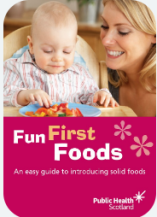 Fun First
Foods
An easy guide to introducing solid foods
Public Health
Scotland